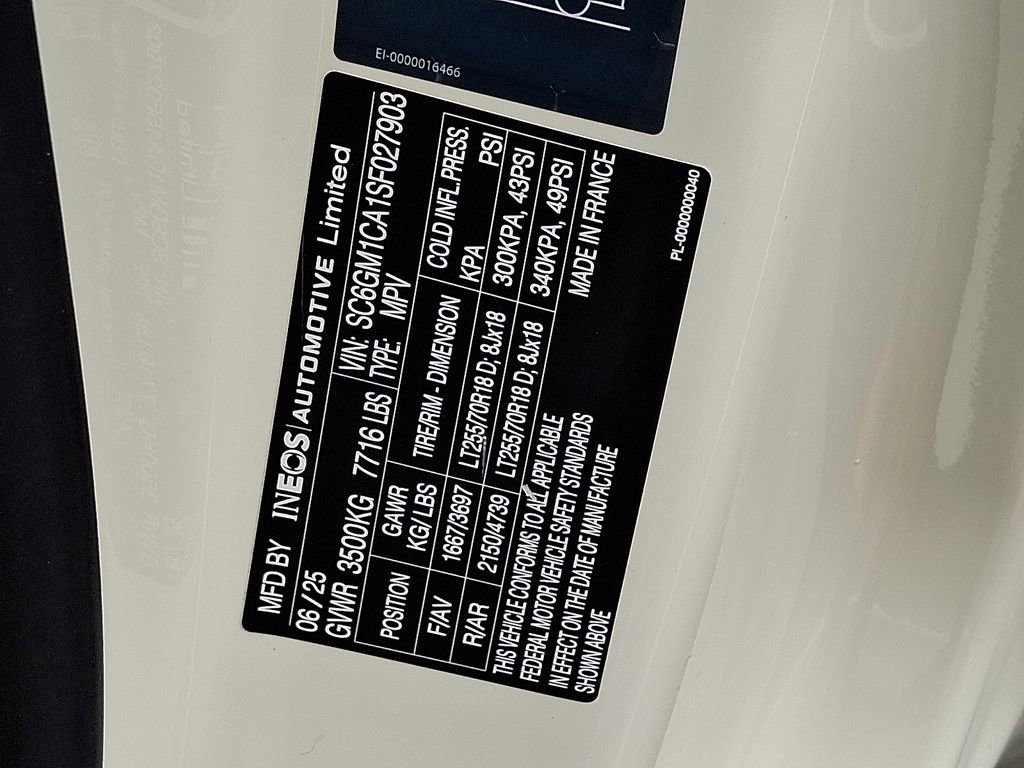 EI-0000016466
MFD BY INEOS | AUTOMOTIVE Limited
06 / 25 VIN: SC6GM1CA1SF027903
GVWR 3500KG 7716 LBS TYPE: MPV
POSITION GAWR KG/ LBS TIRE/RIM - DIMENSION COLD INFL.PRESS. KPA PSI
F/AV 1667/3697 LT255/70R18 D; 8Jx18 300KPA, 43PSI
R/AR 2150/4739 LT255/70R18 D; 8Jx18 340KPA, 49PSI
THIS VEHICLE CONFORMS TO ALL APPLICABLE MADE IN FRANCE
FEDERAL MOTOR VEHICLE SAFETY STANDARDS
IN EFFECT ON THE DATE OF MANUFACTURE
SHOWN ABOVE
PL-0000000040